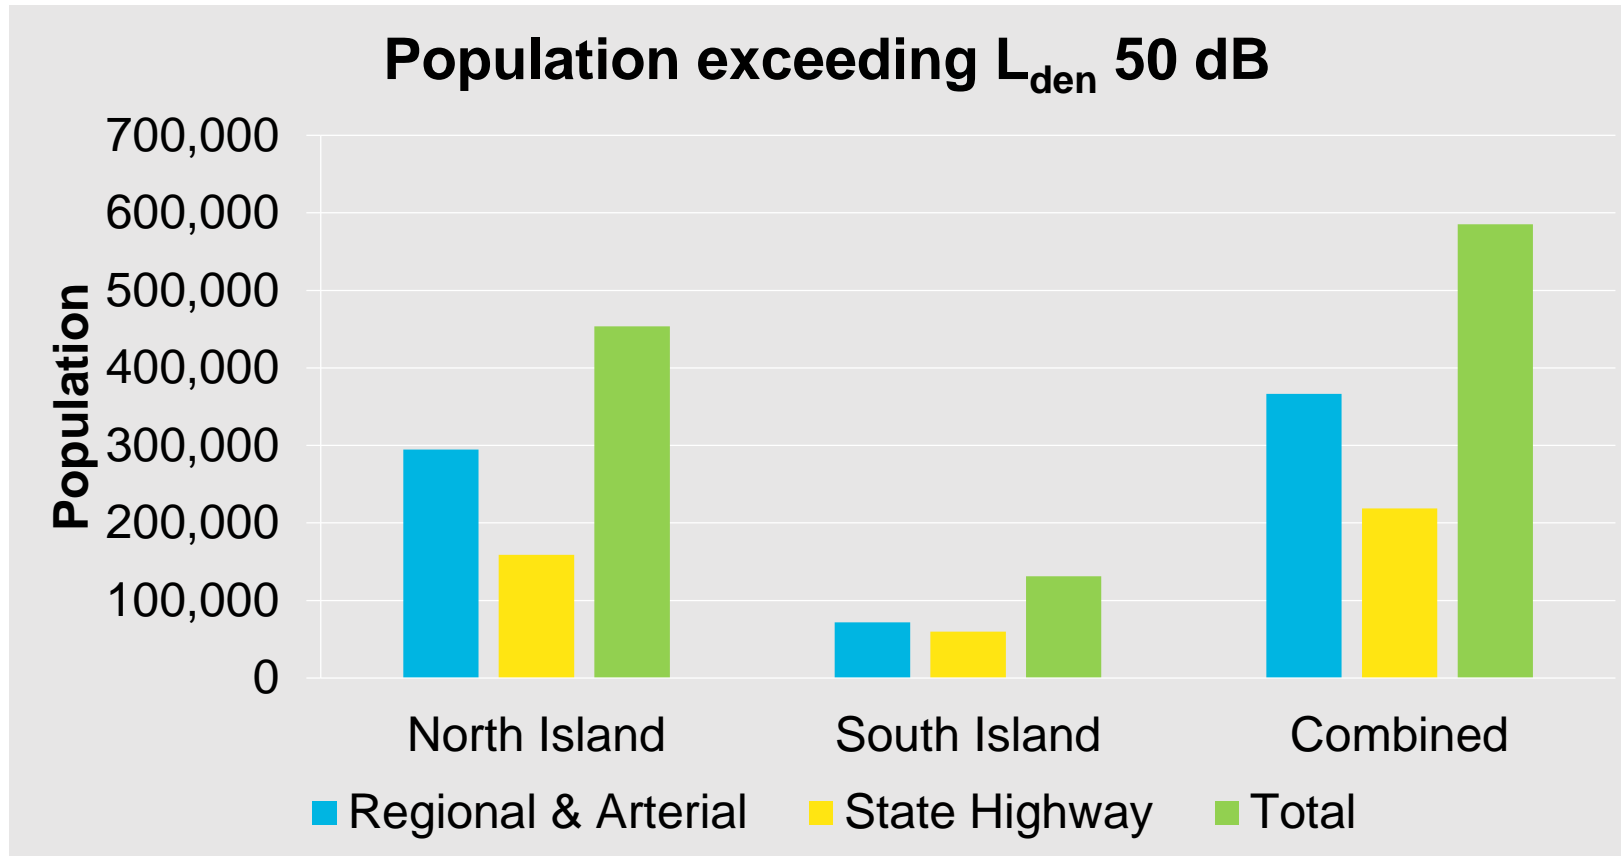 Population exceeding Lden 50 dB
700,000
600,000
500,000
400,000
300,000
200,000
100,000
0
Population
North Island South Island Combined
Regional & Arterial State Highway Total